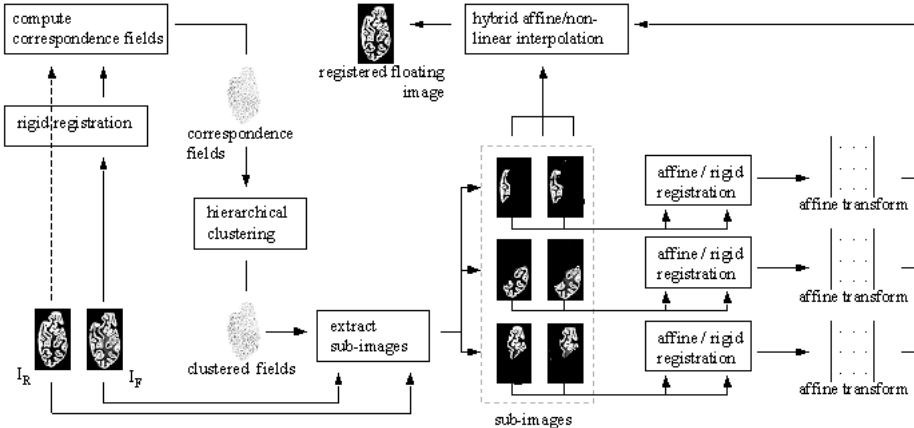 compute
correspondence fields
hybrid affine/non-
linear interpolation
registered floating
image
rigid registration
correspondence
fields
affine / rigid
registration
affine transform
hierarchical
clustering
affine / rigid
registration
affine transform
extract
sub-images
clustered fields
affine / rigid
registration
affine transform
I_R
I_F
sub-images